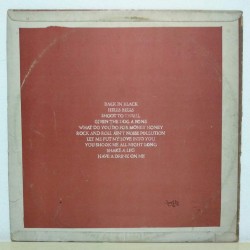 BACK IN BLACK
HELLS BELLS
SHOOT TO THRILL
GIVEN THE DOG A BONE
WHAT DO YOU DO FOR MONEY HONEY
ROCK AND ROLL AIN'T NOISE POLLUTION
LET ME PUT MY LOVE INTO YOU
YOU SHOOK ME ALL NIGHT LONG
SHAKE A LEG
HAVE A DRINK ON ME